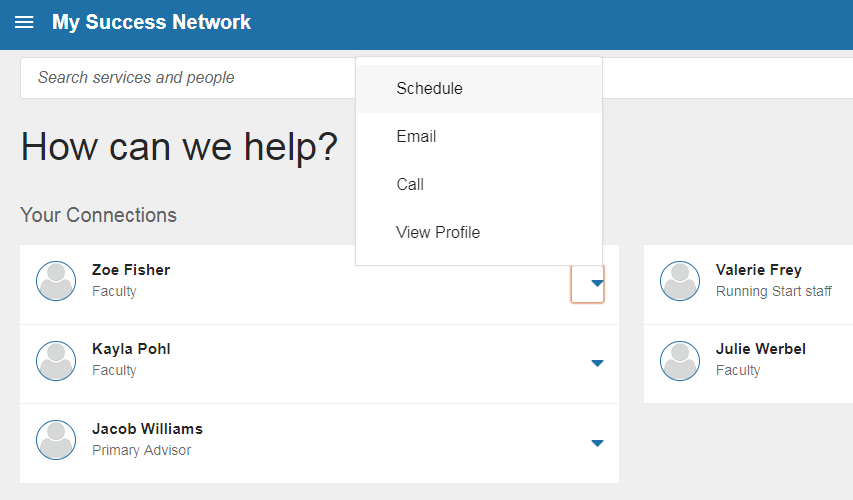 My Success Network
Search services and people
Schedule
Email
Call
View Profile
How can we help?
Your Connections
Zoe Fisher
Faculty
Kayla Pohl
Faculty
Jacob Williams
Primary Advisor
Valerie Frey
Running Start staff
Julie Werbel
Faculty